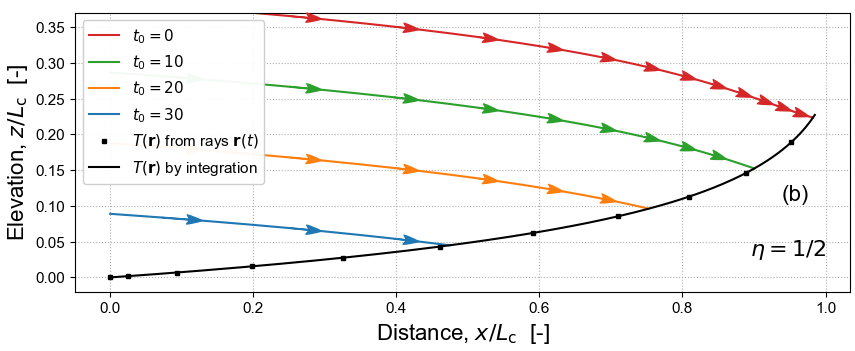 0.35
0.30
0.25
0.20
0.15
0.10
0.05
0.00
Elevation, z/L_c [-]
t_0 = 0
t_0 = 10
t_0 = 20
t_0 = 30
T(r) from rays r(t)
T(r) by integration
(b)
η = 1/2
0.0 0.2 0.4 0.6 0.8 1.0
Distance, x/L_c [-]